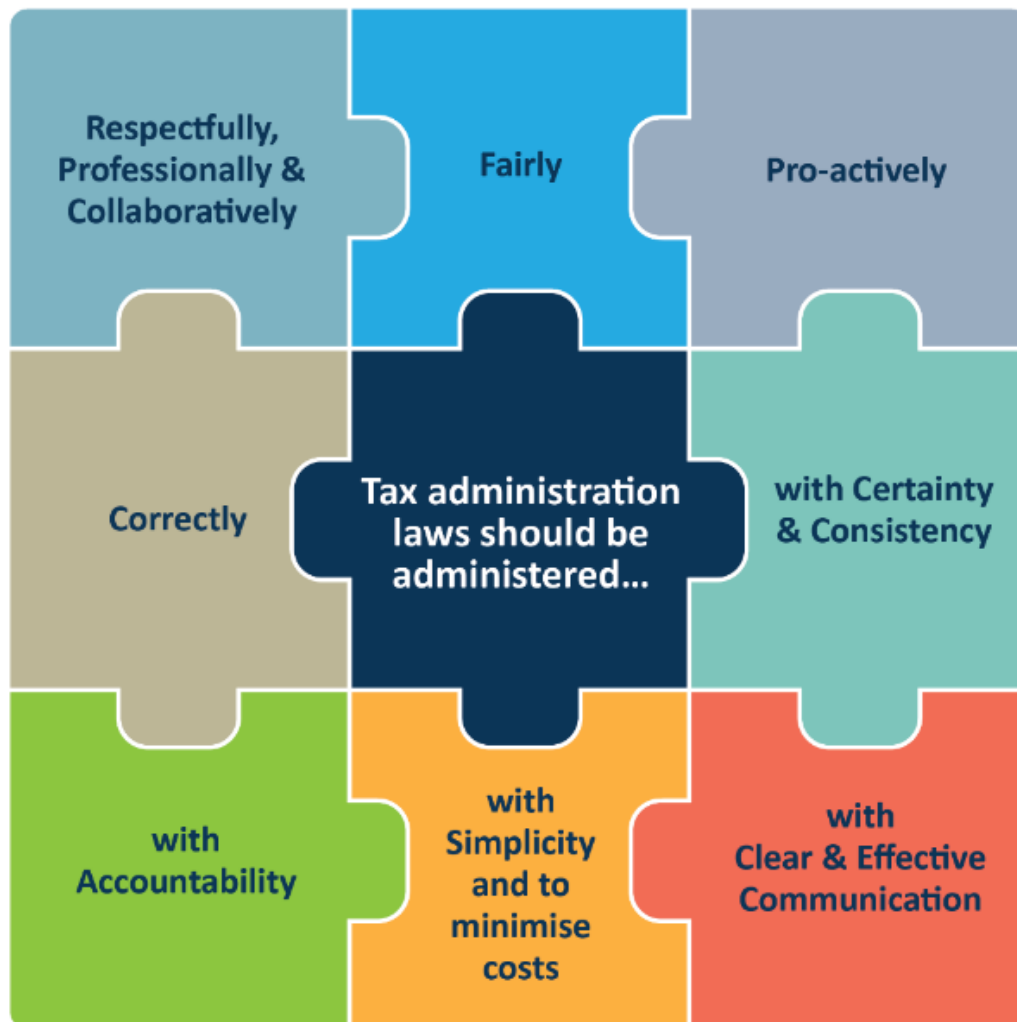 Respectfully,
Professionally &
Collaboratively
Fairly
Pro-actively
Correctly
Tax administration
laws should be
administered...
with Certainty
& Consistency
with
Accountability
with
Simplicity
and to
minimise
costs
with
Clear & Effective
Communication